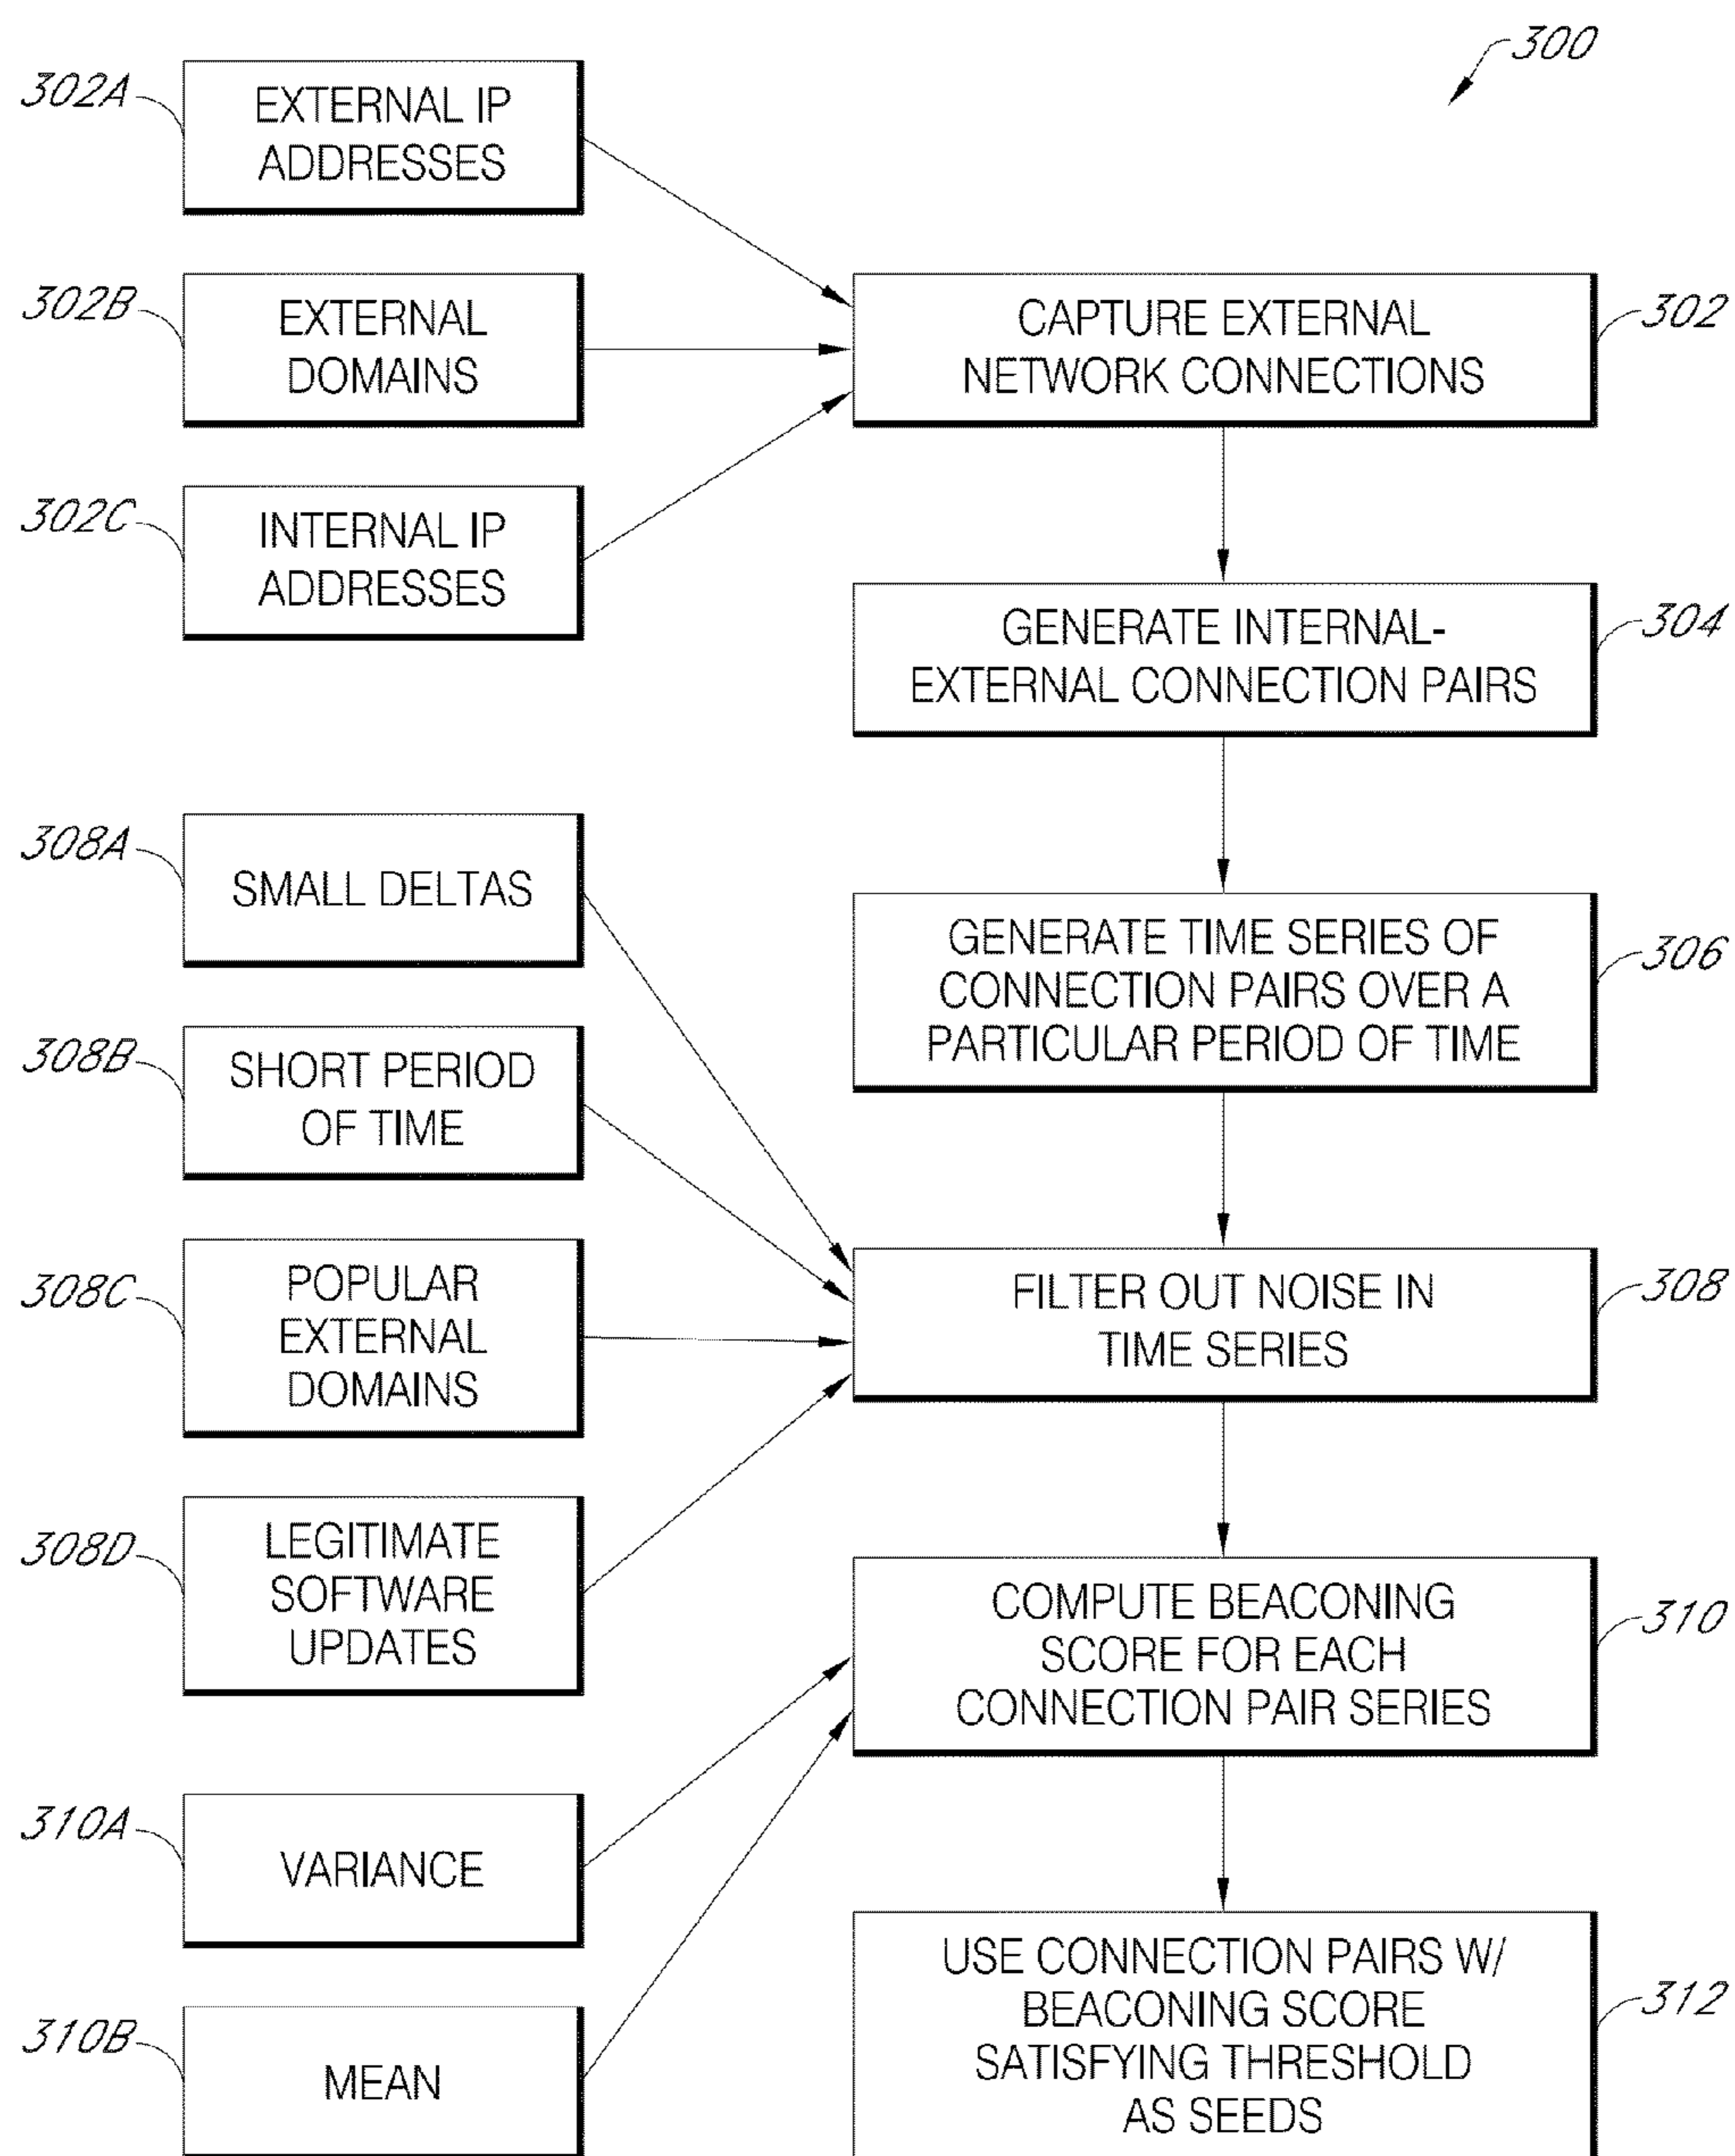 300
302A
EXTERNAL IP
ADDRESSES
302B
EXTERNAL
DOMAINS
302C
INTERNAL IP
ADDRESSES
CAPTURE EXTERNAL
NETWORK CONNECTIONS
302
GENERATE INTERNAL-
EXTERNAL CONNECTION PAIRS
304
GENERATE TIME SERIES OF
CONNECTION PAIRS OVER A
PARTICULAR PERIOD OF TIME
306
308A
SMALL DELTAS
308B
SHORT PERIOD
OF TIME
308C
POPULAR
EXTERNAL
DOMAINS
308D
LEGITIMATE
SOFTWARE
UPDATES
FILTER OUT NOISE IN
TIME SERIES
308
310A
VARIANCE
310B
MEAN
COMPUTE BEACONING
SCORE FOR EACH
CONNECTION PAIR SERIES
310
USE CONNECTION PAIRS W/
BEACONING SCORE
SATISFYING THRESHOLD
AS SEEDS
312